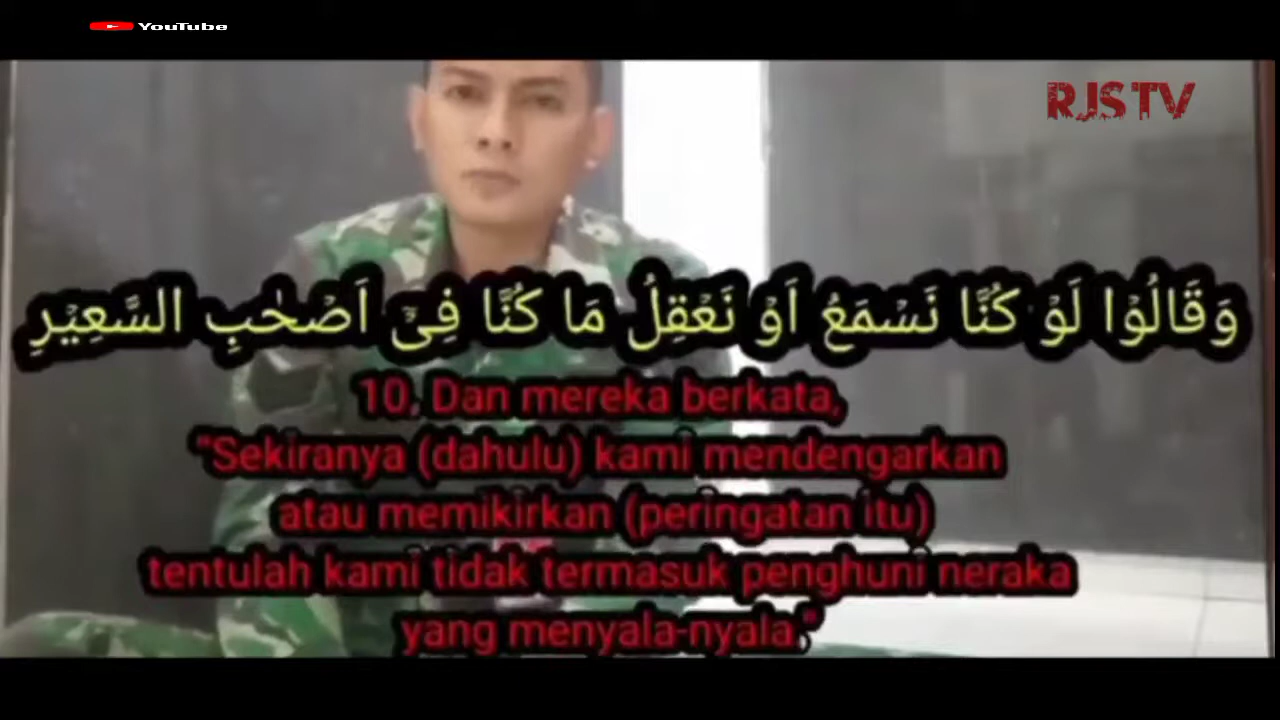 YouTube
RJSTV
وَقَالُوْا لَوْ كُنَّا نَسْمَعُ اَوْ نَعْقِلُ مَا كُنَّا فِيْٓ اَصْحٰبِ السَّعِيْرِ
10. Dan mereka berkata,
"Sekiranya (dahulu) kami mendengarkan
atau memikirkan (peringatan itu)
tentulah kami tidak termasuk penghuni neraka
yang menyala-nyala."